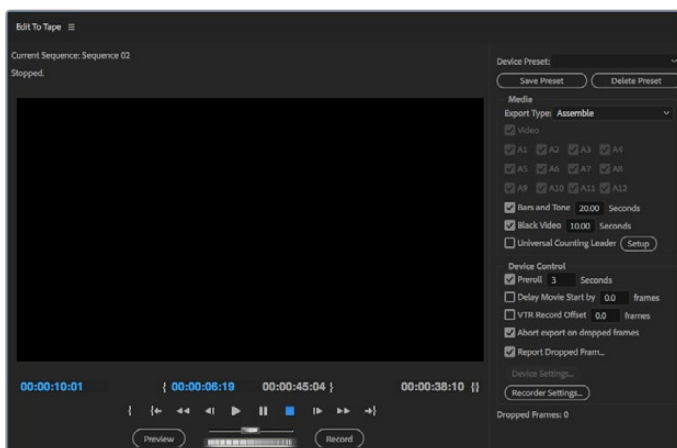 Edit To Tape
Current Sequence: Sequence 02
Stopped.
00:00:10:01
{ 00:00:06:19
00:00:45:04 }
00:00:38:10 {}
Preview
Record
Device Preset:
Save Preset
Delete Preset
Media
Export Type: Assemble
Video
A1 A2 A3 A4
A5 A6 A7 A8
A9 A10 A11 A12
Bars and Tone 20.00 Seconds
Black Video 10.00 Seconds
Universal Counting Leader Setup
Device Control
Preroll 3 Seconds
Delay Movie Start by 0.0 frames
VTR Record Offset 0.0 frames
Abort export on dropped frames
Report Dropped Fram...
Device Settings...
Recorder Settings...
Dropped Frames: 0